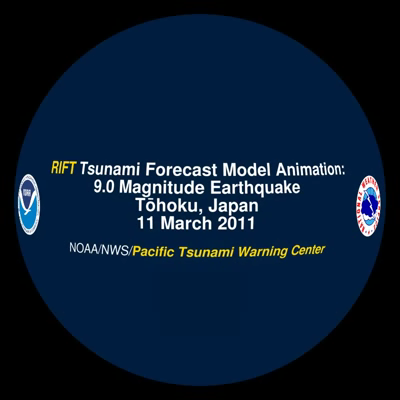 RIFT Tsunami Forecast Model Animation:
9.0 Magnitude Earthquake
Tōhoku, Japan
11 March 2011
NOAA/NWS/Pacific Tsunami Warning Center